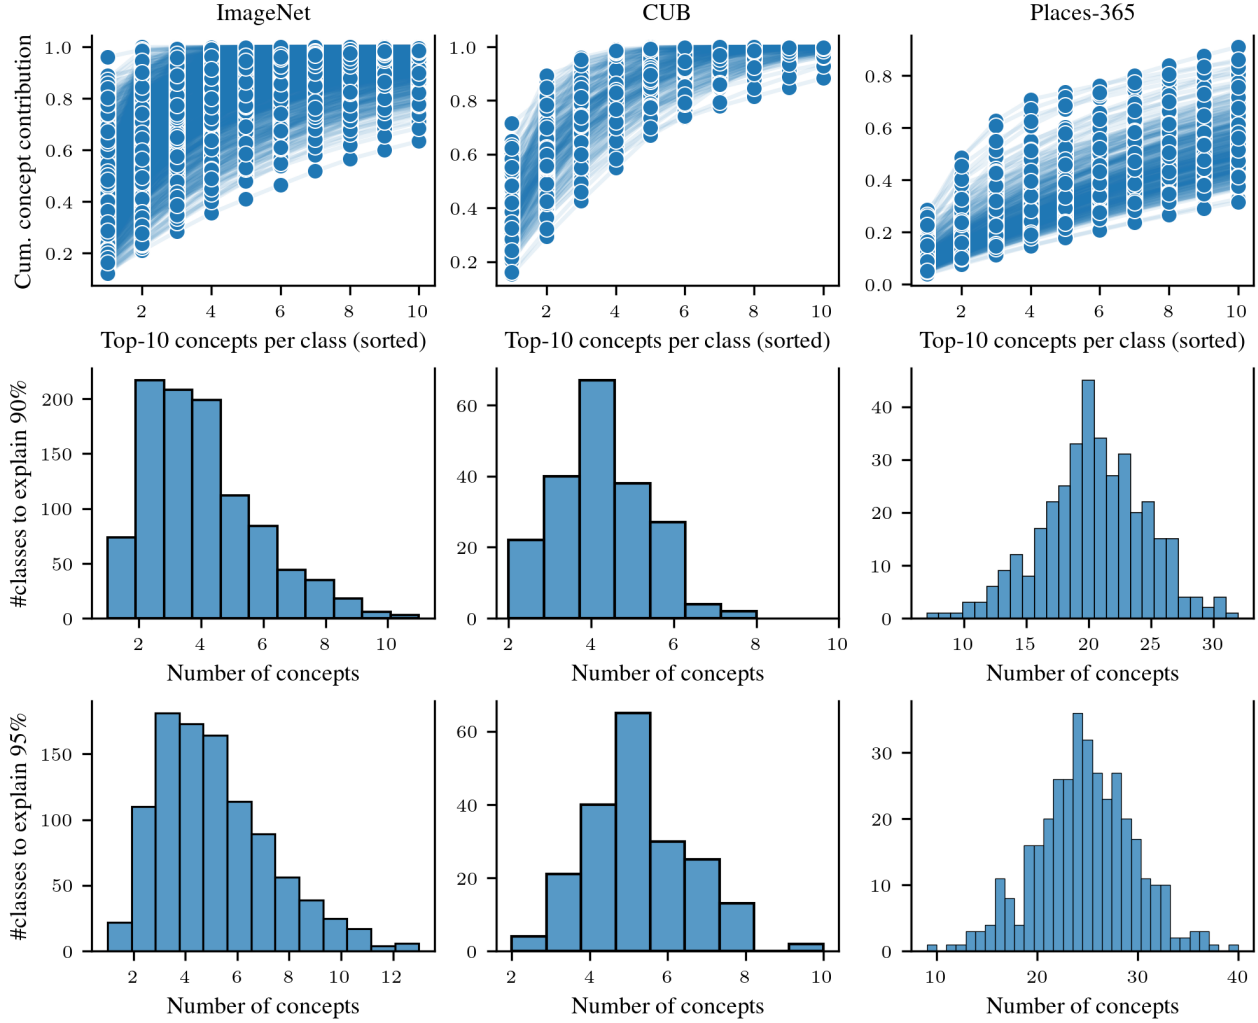 ImageNet
CUB
Places-365
Cum. concept contribution
1.0
0.8
0.6
0.4
0.2
2 4 6 8 10
Top-10 concepts per class (sorted)
1.0
0.8
0.6
0.4
0.2
2 4 6 8 10
Top-10 concepts per class (sorted)
0.8
0.6
0.4
0.2
0.0
2 4 6 8 10
Top-10 concepts per class (sorted)
#classes to explain 90%
200
150
100
50
0
2 4 6 8 10
Number of concepts
60
40
20
0
2 4 6 8 10
Number of concepts
40
30
20
10
0
10 15 20 25 30
Number of concepts
#classes to explain 95%
150
100
50
0
2 4 6 8 10 12
Number of concepts
60
40
20
0
2 4 6 8 10
Number of concepts
30
20
10
0
10 20 30 40
Number of concepts